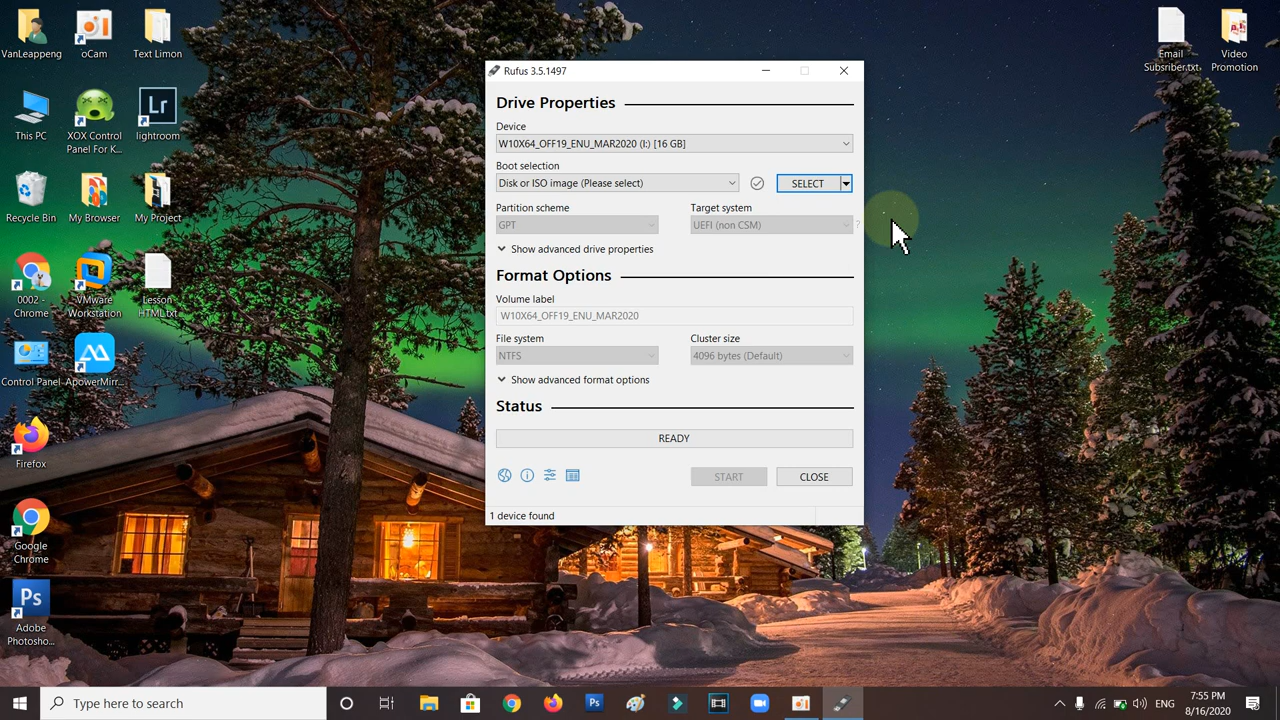 VanLeappeng
oCam
Text Limon
Email
Subsriber.txt
Video
Promotion
Rufus 3.5.1497
Drive Properties
Device
W10X64_OFF19_ENU_MAR2020 (I:) [16 GB]
Boot selection
Disk or ISO image (Please select)
SELECT
Partition scheme
Target system
GPT
UEFI (non CSM)
?
Show advanced drive properties
Format Options
Volume label
W10X64_OFF19_ENU_MAR2020
File system
Cluster size
NTFS
4096 bytes (Default)
Show advanced format options
Status
READY
START
CLOSE
1 device found
This PC
XOX Control
Panel For K...
Lr
lightroom
Recycle Bin
My Browser
My Project
0002 -
Chrome
VMware
Workstation
Lesson
HTML.txt
Control Panel
ApowerMirr...
Firefox
Google
Chrome
Ps
Adobe
Photosho...
Type here to search
Ps
ENG
7:55 PM
8/16/2020